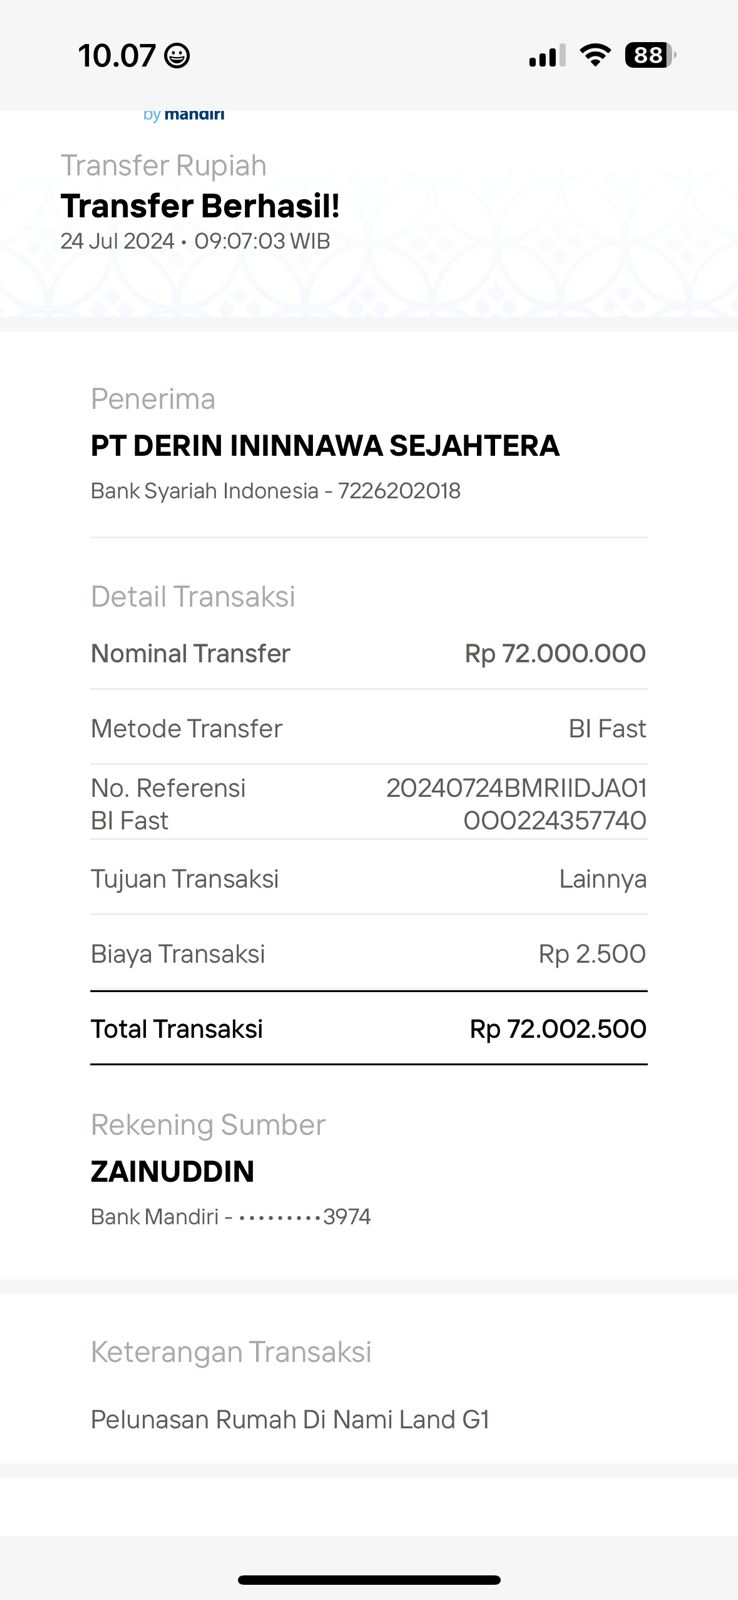 10.07
88
by mandiri
Transfer Rupiah
Transfer Berhasil!
24 Jul 2024 • 09:07:03 WIB
Penerima
PT DERIN ININNAWA SEJAHTERA
Bank Syariah Indonesia - 7226202018
Detail Transaksi
Nominal Transfer Rp 72.000.000
Metode Transfer BI Fast
No. Referensi 20240724BMRIIDJA01
BI Fast 000224357740
Tujuan Transaksi Lainnya
Biaya Transaksi Rp 2.500
Total Transaksi Rp 72.002.500
Rekening Sumber
ZAINUDDIN
Bank Mandiri - •••••••••3974
Keterangan Transaksi
Pelunasan Rumah Di Nami Land G1